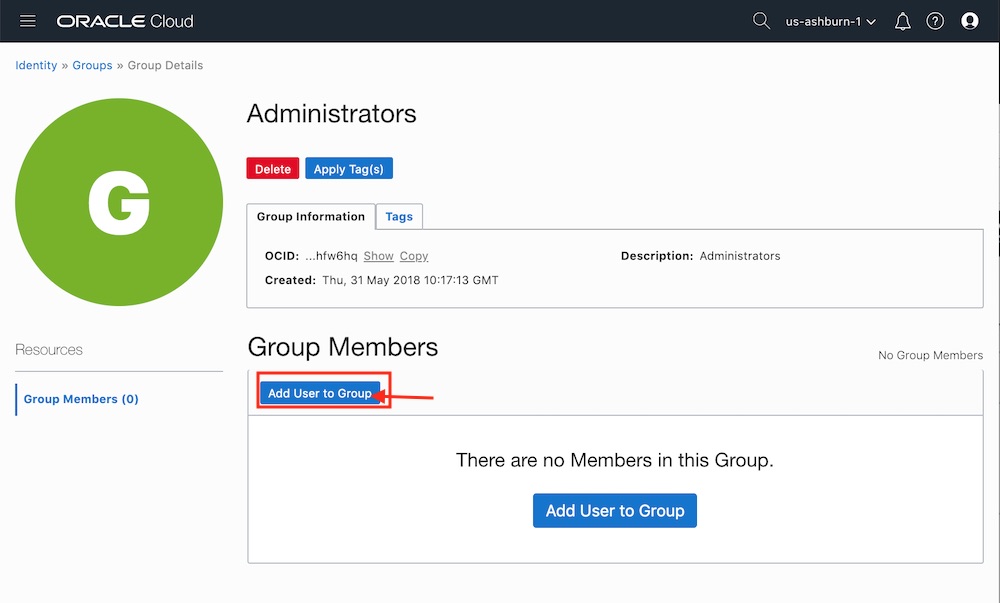 ORACLE Cloud
us-ashburn-1
Identity » Groups » Group Details
G
Administrators
Delete
Apply Tag(s)
Group Information
Tags
OCID: ...hfw6hq Show Copy
Description: Administrators
Created: Thu, 31 May 2018 10:17:13 GMT
Resources
Group Members (0)
Group Members
No Group Members
Add User to Group
There are no Members in this Group.
Add User to Group